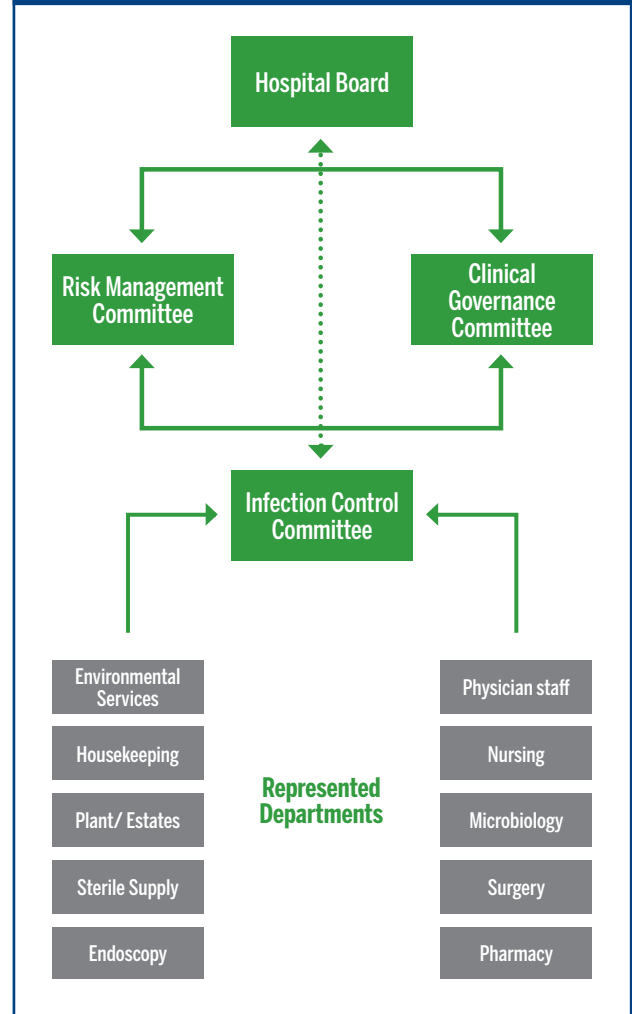 Hospital Board
Risk Management
Committee
Clinical
Governance
Committee
Infection Control
Committee
Environmental
Services
Housekeeping
Plant/ Estates
Sterile Supply
Endoscopy
Represented
Departments
Physician staff
Nursing
Microbiology
Surgery
Pharmacy